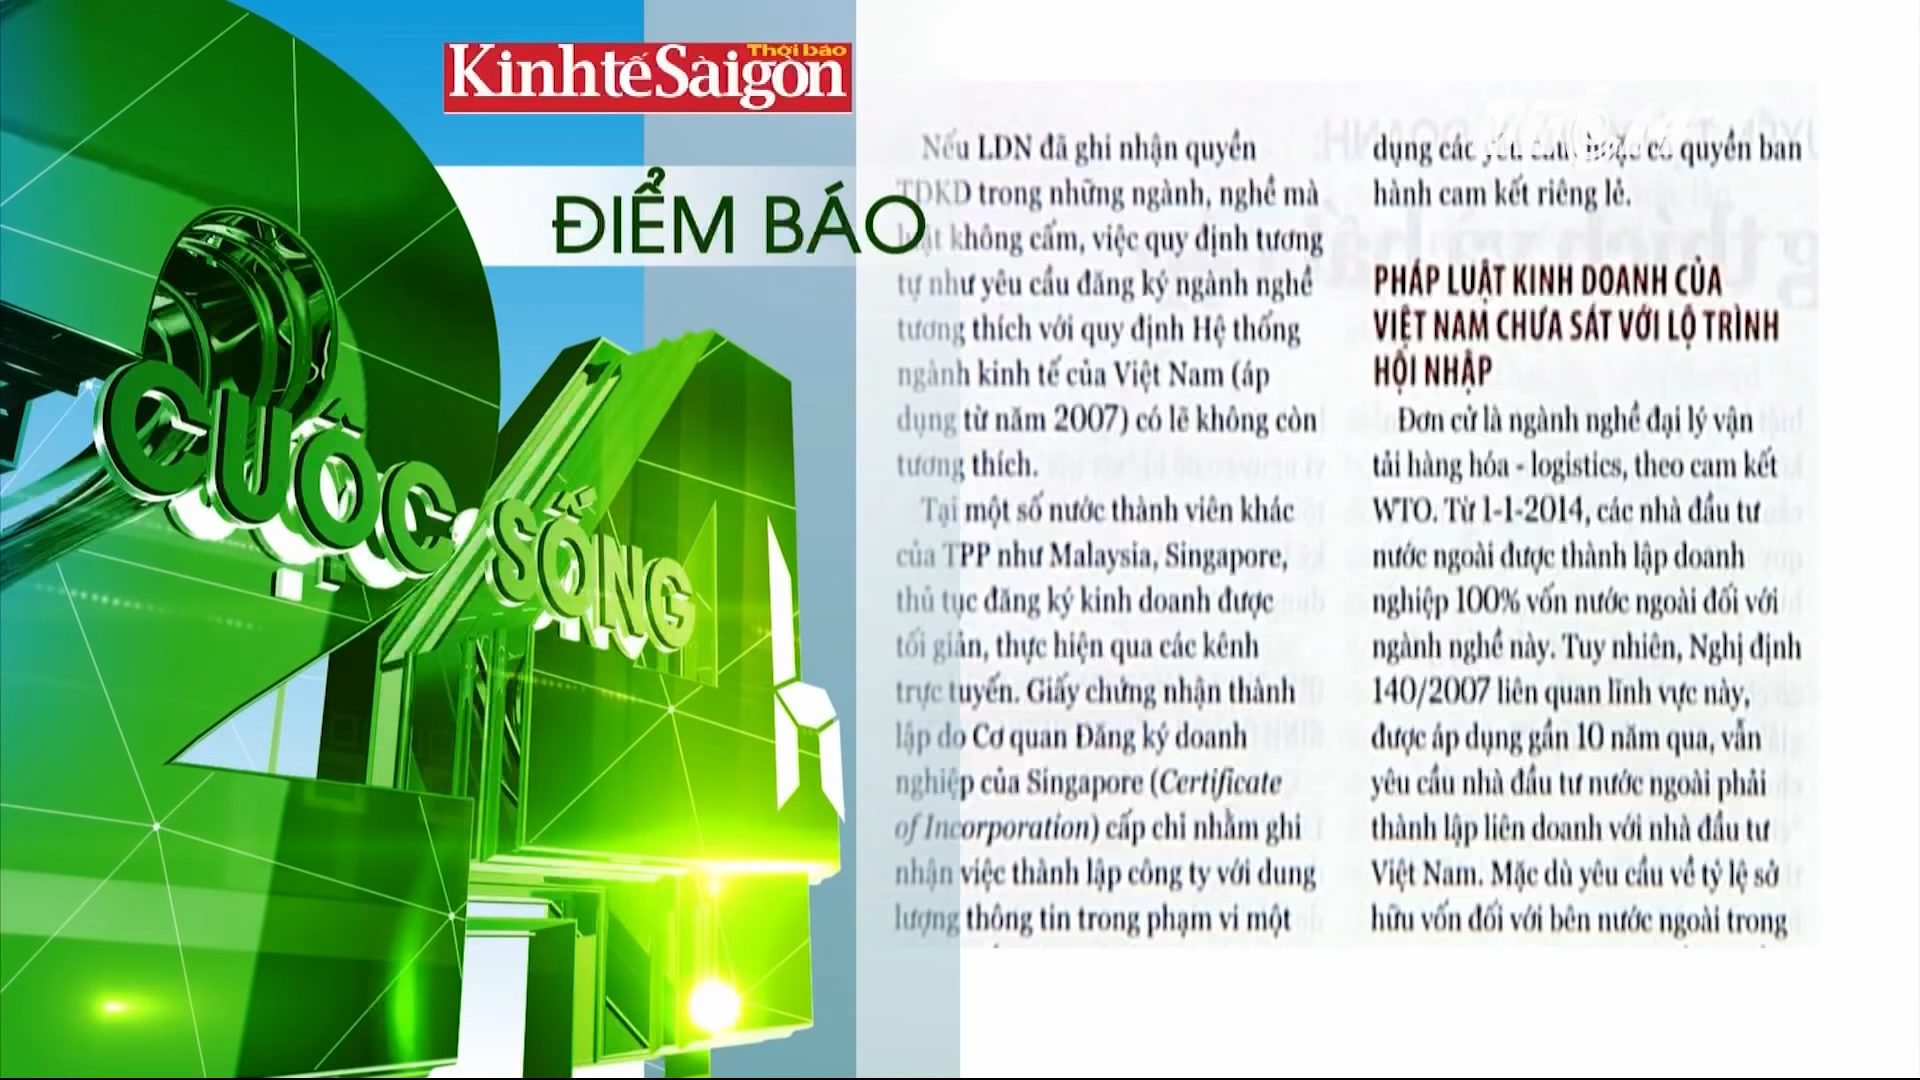 Thời báo
Kinh tế Sài gòn
ĐIỂM BÁO
CUỘC SỐNG
24h
Nếu LDN đã ghi nhận quyền
TDKD trong những ngành, nghề mà
luật không cấm, việc quy định tương
tự như yêu cầu đăng ký ngành nghề
tương thích với quy định Hệ thống
ngành kinh tế của Việt Nam (áp
dụng từ năm 2007) có lẽ không còn
tương thích.
Tại một số nước thành viên khác
của TPP như Malaysia, Singapore,
thủ tục đăng ký kinh doanh được
tối giản, thực hiện qua các kênh
trực tuyến. Giấy chứng nhận thành
lập do Cơ quan Đăng ký doanh
nghiệp của Singapore (Certificate
of Incorporation) cấp chỉ nhằm ghi
nhận việc thành lập công ty với dung
lượng thông tin trong phạm vi một
dụng các yêu cầu, hoặc có quyền ban
hành cam kết riêng lẻ.
PHÁP LUẬT KINH DOANH CỦA
VIỆT NAM CHƯA SÁT VỚI LỘ TRÌNH
HỘI NHẬP
Đơn cử là ngành nghề đại lý vận
tải hàng hóa - logistics, theo cam kết
WTO. Từ 1-1-2014, các nhà đầu tư
nước ngoài được thành lập doanh
nghiệp 100% vốn nước ngoài đối với
ngành nghề này. Tuy nhiên, Nghị định
140/2007 liên quan lĩnh vực này,
được áp dụng gần 10 năm qua, vẫn
yêu cầu nhà đầu tư nước ngoài phải
thành lập liên doanh với nhà đầu tư
Việt Nam. Mặc dù yêu cầu về tỷ lệ sở
hữu vốn đối với bên nước ngoài trong